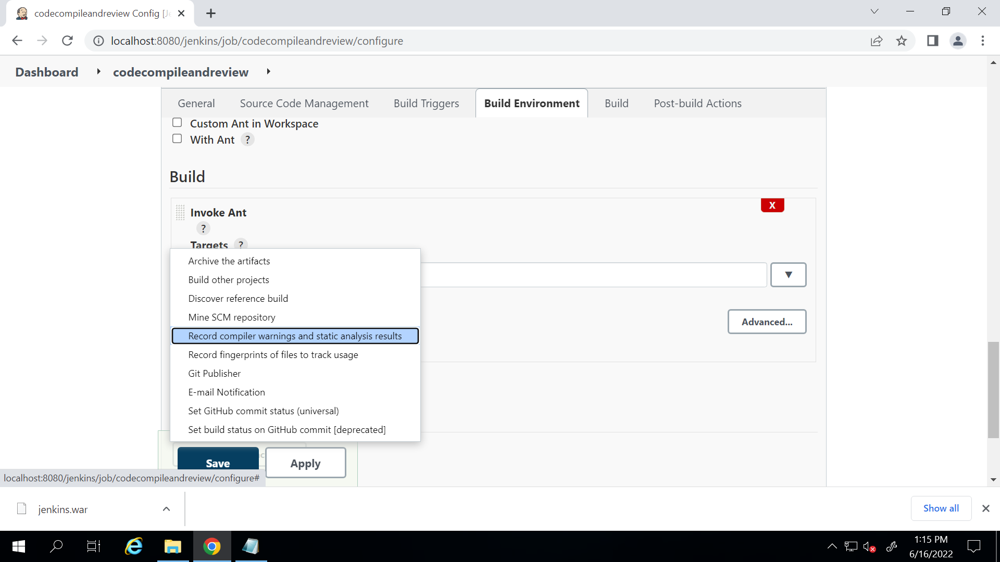 codecompileandreview Config [Je
localhost:8080/jenkins/job/codecompileandreview/configure
Dashboard
codecompileandreview
General
Source Code Management
Build Triggers
Build Environment
Build
Post-build Actions
Custom Ant in Workspace
With Ant ?
Build
Invoke Ant
X
?
Targets ?
Archive the artifacts
Build other projects
Discover reference build
Mine SCM repository
Record compiler warnings and static analysis results
Record fingerprints of files to track usage
Git Publisher
E-mail Notification
Set GitHub commit status (universal)
Set build status on GitHub commit [deprecated]
Advanced...
Save
Apply
localhost:8080/jenkins/job/codecompileandreview/configure#
jenkins.war
Show all
1:15 PM
6/16/2022